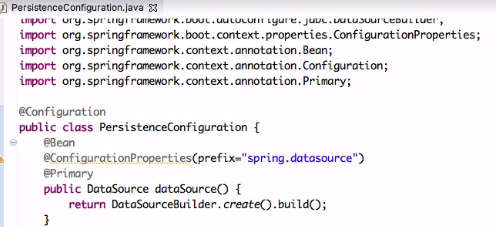 PersistenceConfiguration.java
import org.springframework.boot.autoconfigure.jdbc.DataSourceBuilder;
import org.springframework.boot.context.properties.ConfigurationProperties;
import org.springframework.context.annotation.Bean;
import org.springframework.context.annotation.Configuration;
import org.springframework.context.annotation.Primary;
@Configuration
public class PersistenceConfiguration {
@Bean
@ConfigurationProperties(prefix="spring.datasource")
@Primary
public DataSource dataSource() {
return DataSourceBuilder.create().build();
}